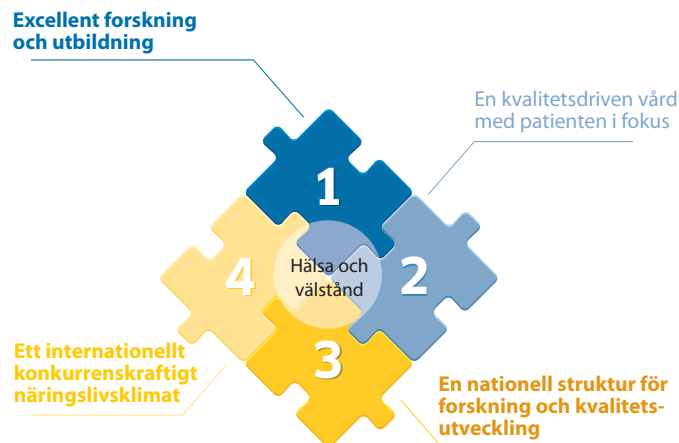 Excellent forskning
och utbildning
En kvalitetsdriven vård
med patienten i fokus
1
4
Hälsa och
välstånd
2
3
Ett internationellt
konkurrenskraftigt
näringslivsklimat
En nationell struktur för
forskning och kvalitets-
utveckling